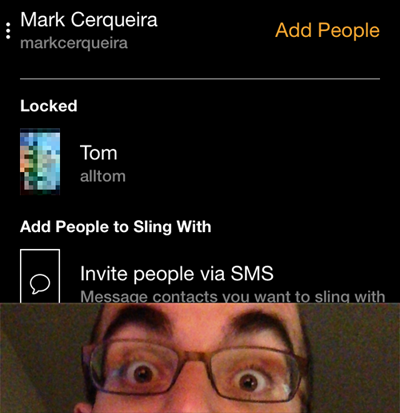 Mark Cerqueira
markcerqueira
Add People
Locked
Tom
alltom
Add People to Sling With
Invite people via SMS
Message contacts you want to sling with